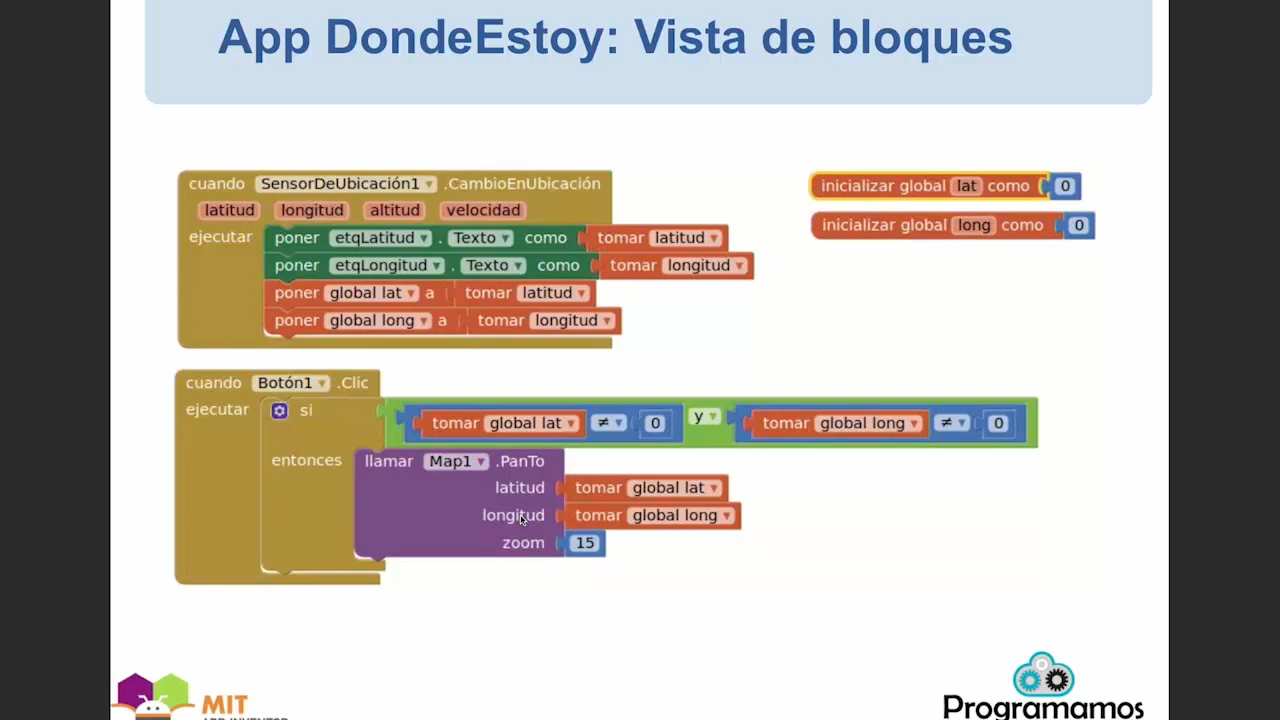 App DondeEstoy: Vista de bloques
cuando SensorDeUbicación1 .CambioEnUbicación
latitud longitud altitud velocidad
ejecutar poner etqLatitud . Texto como tomar latitud
poner etqLongitud . Texto como tomar longitud
poner global lat a tomar latitud
poner global long a tomar longitud
inicializar global lat como 0
inicializar global long como 0
cuando Botón1 .Clic
ejecutar si tomar global lat ≠ 0 y tomar global long ≠ 0
entonces llamar Map1 .PanTo
latitud tomar global lat
longitud tomar global long
zoom 15
MIT
APP INVENTOR
Programamos